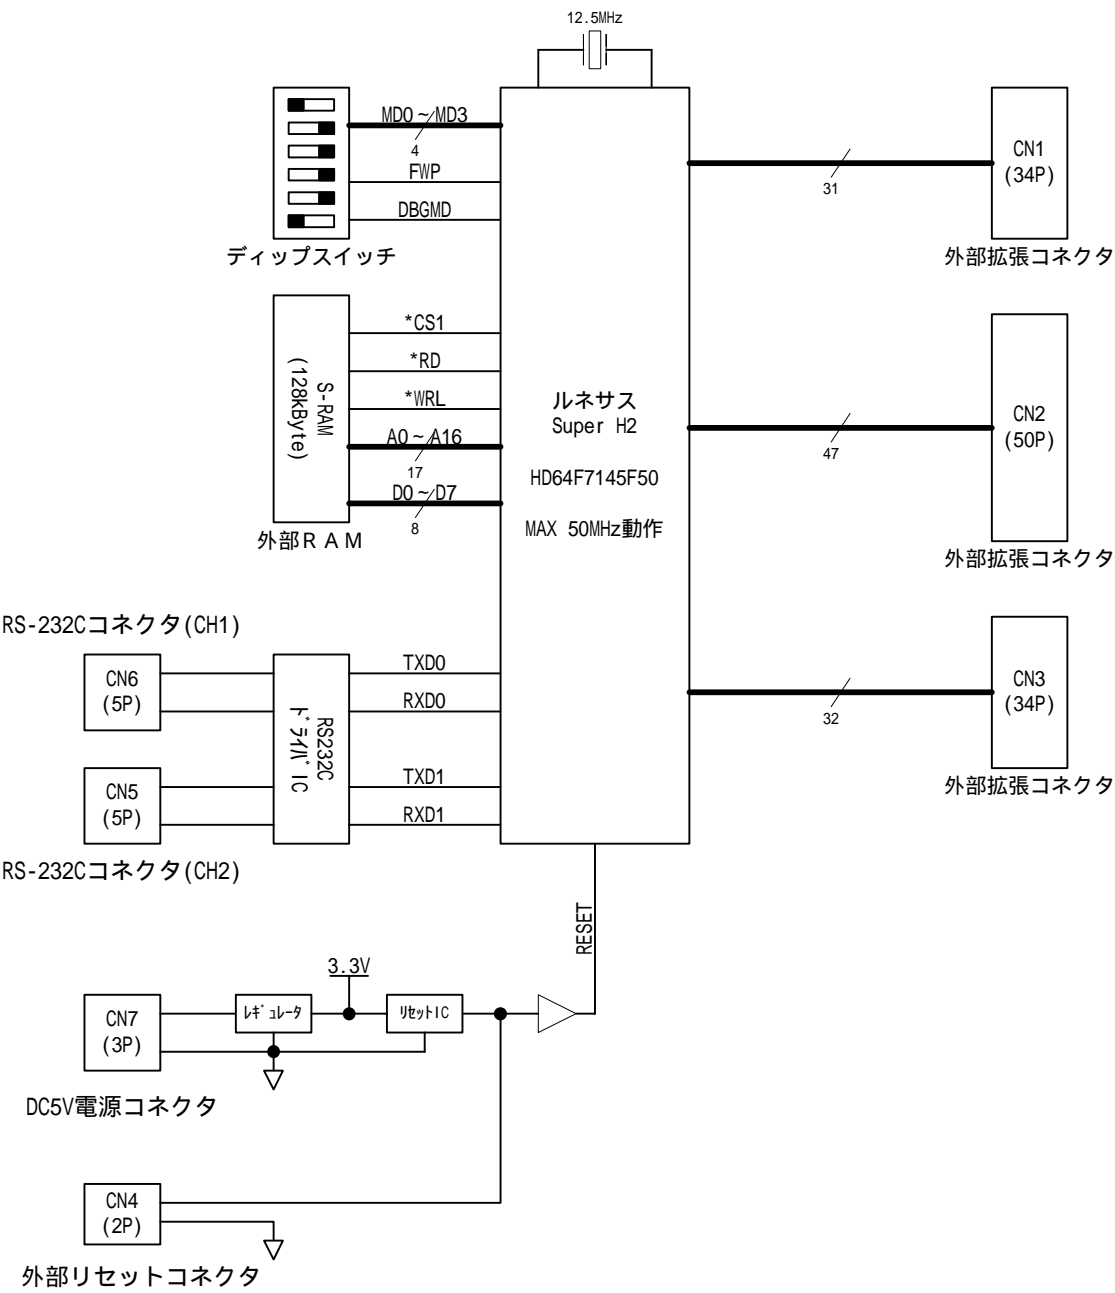 12.5MHz
MD0～MD3
4
FWP
DBGMD
ディップスイッチ
CN1
(34P)
31
外部拡張コネクタ
S-RAM
(128kByte)
*CS1
*RD
*WRL
A0～A16
17
D0～D7
8
外部ＲＡＭ
ルネサス
Super H2
HD64F7145F50
MAX 50MHz動作
CN2
(50P)
47
外部拡張コネクタ
RS-232Cコネクタ(CH1)
CN6
(5P)
CN5
(5P)
RS232C
ﾄﾞﾗｲﾊﾞIC
TXD0
RXD0
TXD1
RXD1
CN3
(34P)
32
外部拡張コネクタ
RS-232Cコネクタ(CH2)
RESET
3.3V
CN7
(3P)
ﾚｷﾞｭﾚｰﾀ
ﾘｾｯﾄIC
DC5V電源コネクタ
CN4
(2P)
外部リセットコネクタ